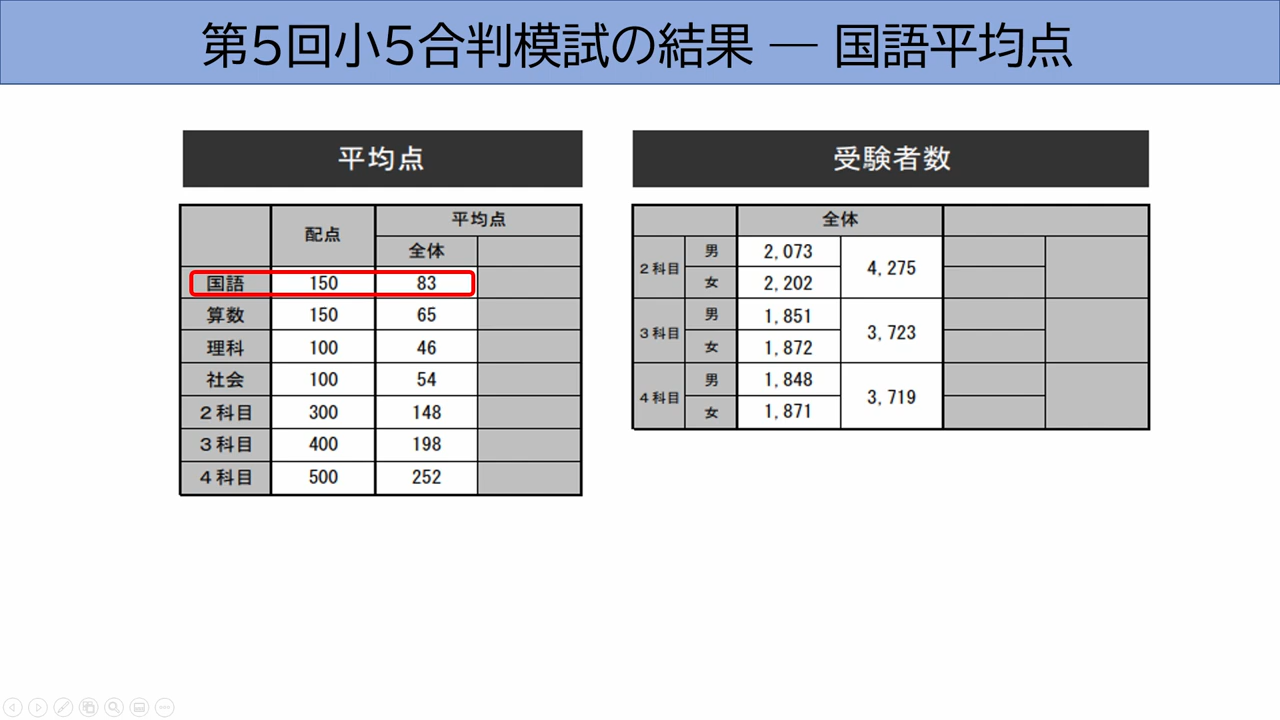 第5回小5合判模試の結果 ― 国語平均点
平均点
配点 平均点
全体
国語 150 83
算数 150 65
理科 100 46
社会 100 54
２科目 300 148
３科目 400 198
４科目 500 252
受験者数
全体
２科目 男 2,073 4,275
女 2,202
３科目 男 1,851 3,723
女 1,872
４科目 男 1,848 3,719
女 1,871